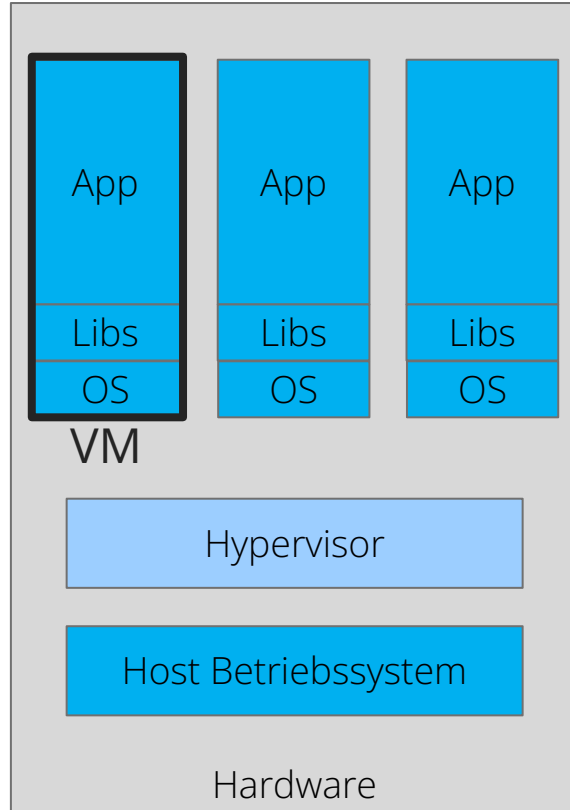 App
App
App
Libs
Libs
Libs
OS
OS
OS
VM
Hypervisor
Host Betriebssystem
Hardware